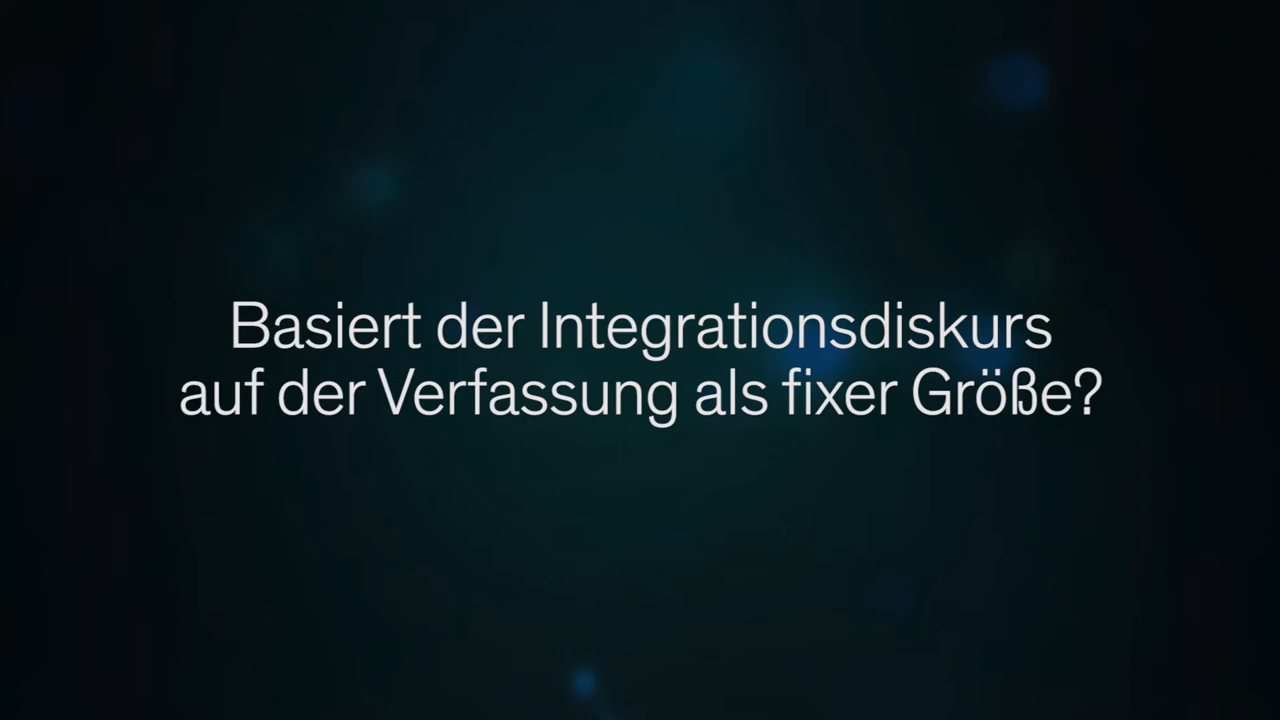 Basiert der Integrationsdiskurs
auf der Verfassung als fixer Größe?